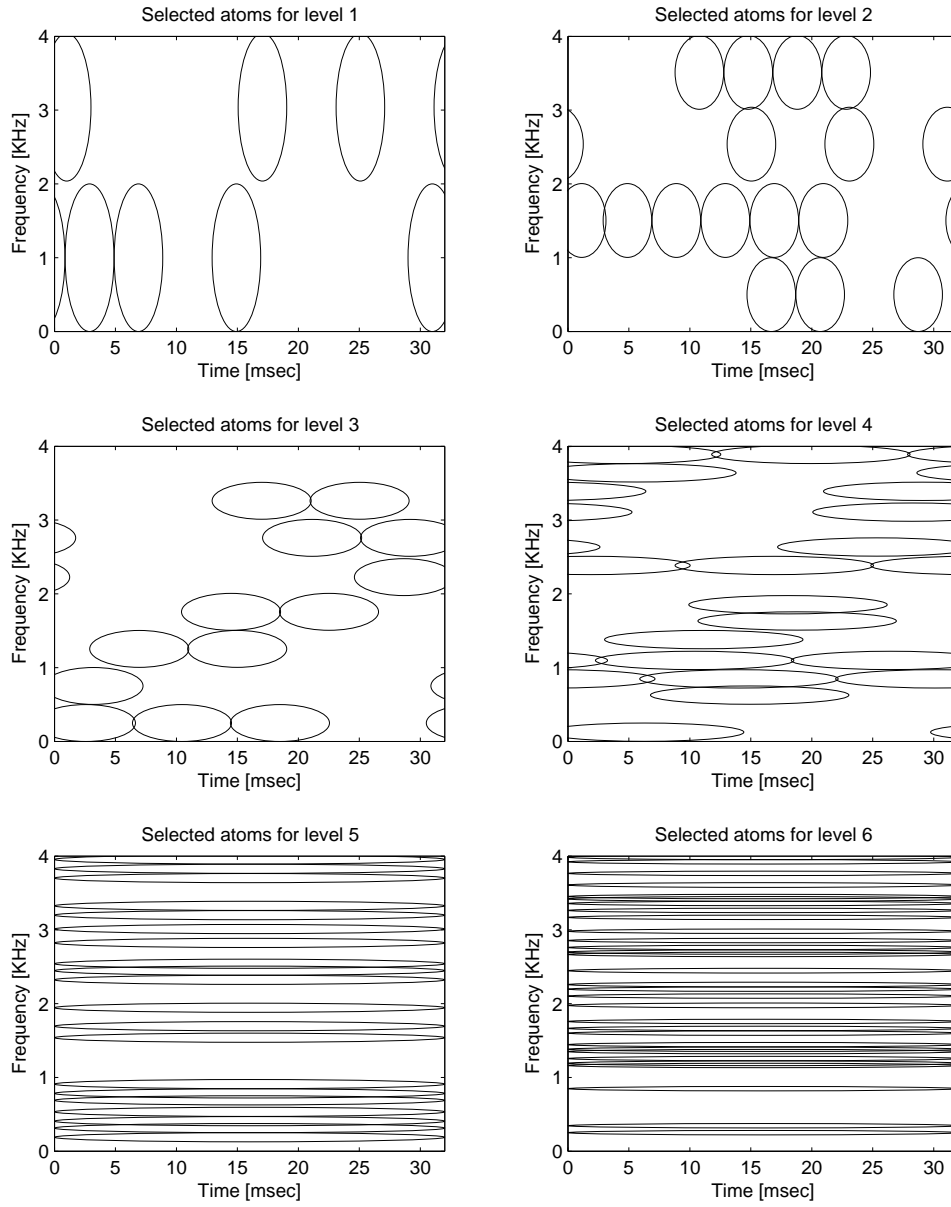 Selected atoms for level 1
Selected atoms for level 2
4
3
2
1
0
Frequency [KHz]
0 5 10 15 20 25 30
Time [msec]
4
3
2
1
0
Frequency [KHz]
0 5 10 15 20 25 30
Time [msec]
Selected atoms for level 3
Selected atoms for level 4
4
3
2
1
0
Frequency [KHz]
0 5 10 15 20 25 30
Time [msec]
4
3
2
1
0
Frequency [KHz]
0 5 10 15 20 25 30
Time [msec]
Selected atoms for level 5
Selected atoms for level 6
4
3
2
1
0
Frequency [KHz]
0 5 10 15 20 25 30
Time [msec]
4
3
2
1
0
Frequency [KHz]
0 5 10 15 20 25 30
Time [msec]